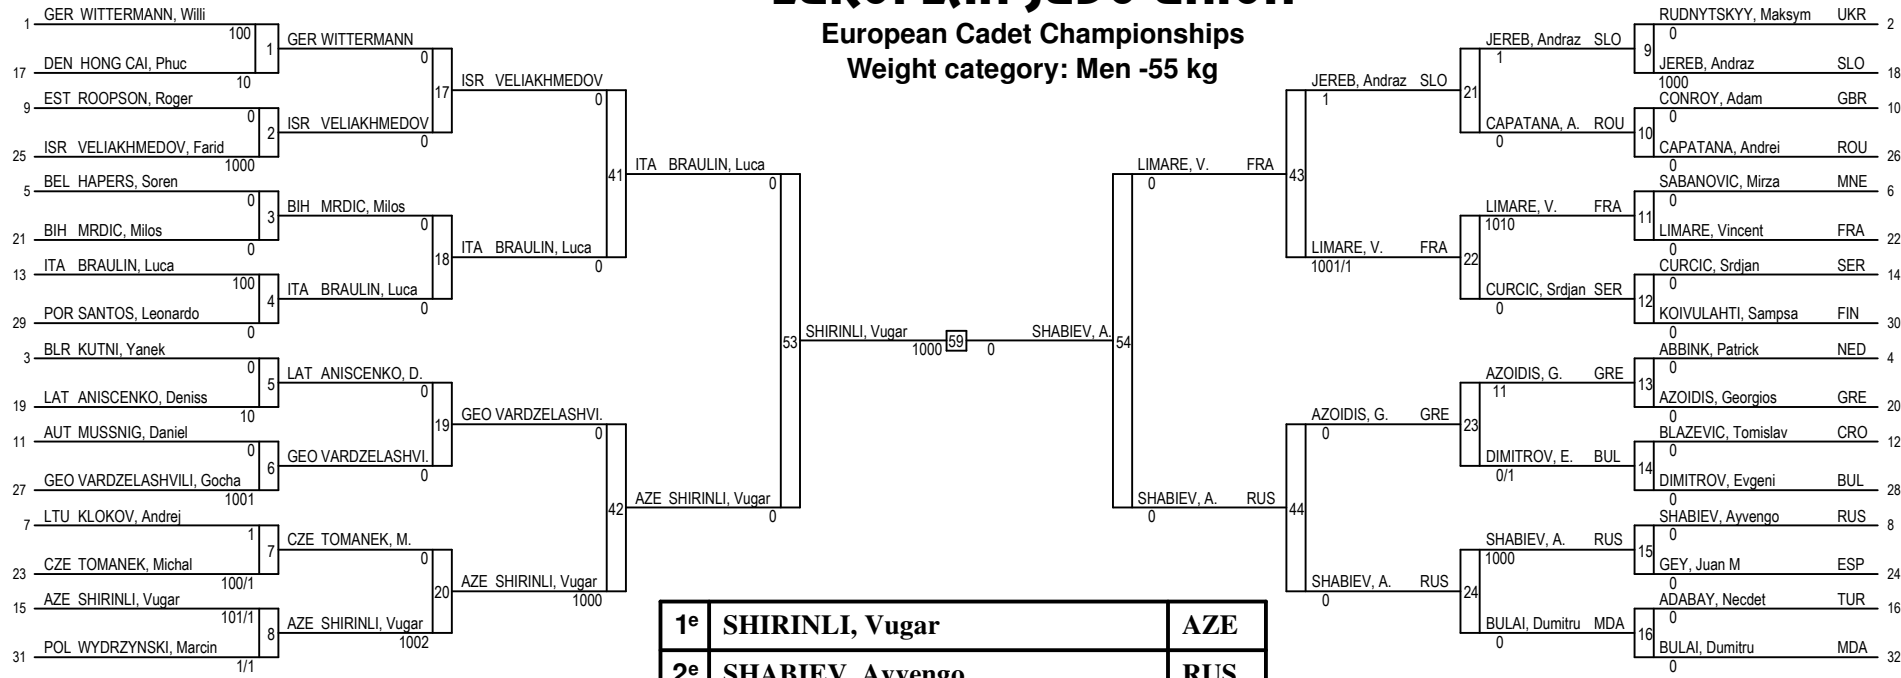 European Judo Union
European Cadet Championships
Weight category: Men -55 kg
1 GER WITTERMANN, Willi
100
1
17 DEN HONG CAI, Phuc
10
9 EST ROOPSON, Roger
0
2
25 ISR VELIAKHMEDOV, Farid
1000
5 BEL HAPERS, Soren
0
3
21 BIH MRDIC, Milos
0
13 ITA BRAULIN, Luca
100
4
29 POR SANTOS, Leonardo
0
3 BLR KUTNI, Yanek
0
5
19 LAT ANISCENKO, Deniss
10
11 AUT MUSSNIG, Daniel
0
6
27 GEO VARDZELASHVILI, Gocha
1001
7 LTU KLOKOV, Andrej
1
7
23 CZE TOMANEK, Michal
100/1
15 AZE SHIRINLI, Vugar
101/1
8
31 POL WYDRZYNSKI, Marcin
1/1
GER WITTERMANN
0
17
ISR VELIAKHMEDOV
0
BIH MRDIC, Milos
0
18
ITA BRAULIN, Luca
0
LAT ANISCENKO, D.
0
19
GEO VARDZELASHVI.
0
CZE TOMANEK, M.
0
20
AZE SHIRINLI, Vugar
1002
ISR VELIAKHMEDOV
0
41
ITA BRAULIN, Luca
0
GEO VARDZELASHVI.
0
42
AZE SHIRINLI, Vugar
1000
ITA BRAULIN, Luca
0
53
AZE SHIRINLI, Vugar
0
SHIRINLI, Vugar
1000 59 0
SHABIEV, A.
LIMARE, V. FRA
0
54
SHABIEV, A. RUS
0
JEREB, Andraz SLO
1
43
LIMARE, V. FRA
1001/1
AZOIDIS, G. GRE
0
44
SHABIEV, A. RUS
0
JEREB, Andraz SLO
1
21
CAPATANA, A. ROU
0
LIMARE, V. FRA
1010
22
CURCIC, Srdjan SER
0
AZOIDIS, G. GRE
11
23
DIMITROV, E. BUL
0/1
SHABIEV, A. RUS
1000
24
BULAI, Dumitru MDA
0
RUDNYTSKYY, Maksym UKR 2
0
9
JEREB, Andraz SLO 18
1000
CONROY, Adam GBR 10
0
10
CAPATANA, Andrei ROU 26
0
SABANOVIC, Mirza MNE 6
0
11
LIMARE, Vincent FRA 22
0
CURCIC, Srdjan SER 14
0
12
KOIVULAHTI, Sampsa FIN 30
0
ABBINK, Patrick NED 4
0
13
AZOIDIS, Georgios GRE 20
0
BLAZEVIC, Tomislav CRO 12
0
14
DIMITROV, Evgeni BUL 28
0
SHABIEV, Ayvengo RUS 8
0
15
GEY, Juan M ESP 24
0
ADABAY, Necdet TUR 16
0
16
BULAI, Dumitru MDA 32
0
1e SHIRINLI, Vugar AZE
2e SHABIEV, Ayvengo RUS